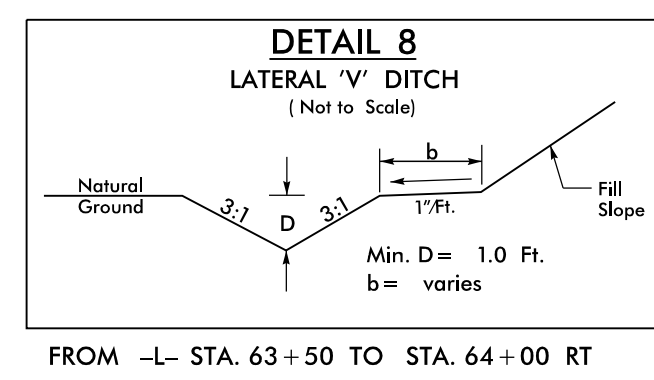 DETAIL 8
LATERAL 'V' DITCH
( Not to Scale)
b
Natural
Ground
3:1
D
3:1
1"/Ft.
Fill
Slope
Min. D = 1.0 Ft.
b = varies
FROM -L- STA. 63+50 TO STA. 64+00 RT